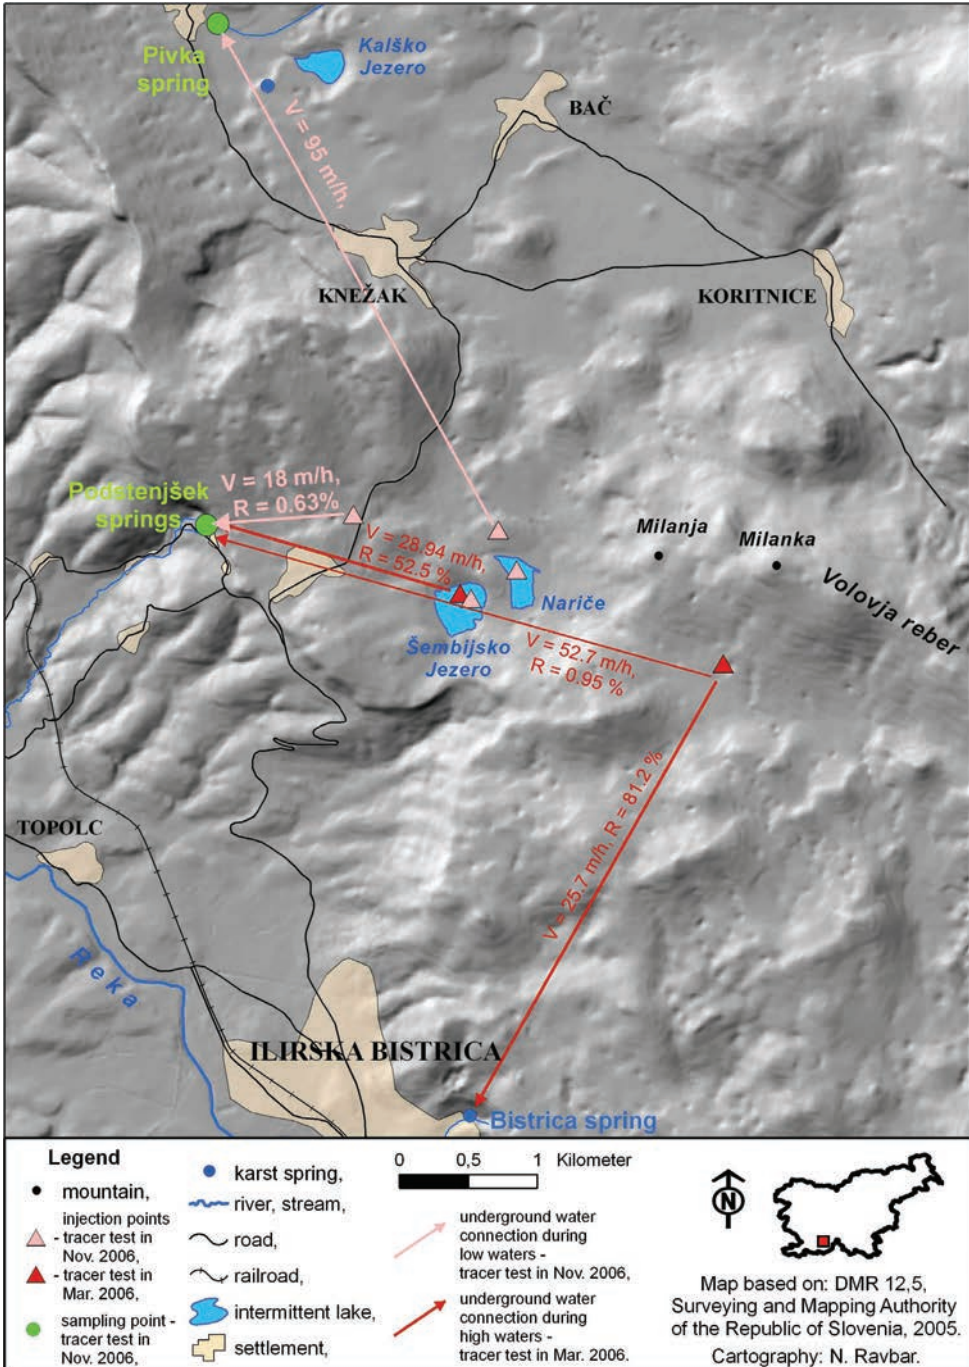 Pivka
spring
Kalško
Jezero
BAČ
V = 95 m/h,
KNEŽAK
KORITNICE
Podstenjšek
springs
V = 18 m/h,
R = 0.63%
V = 28.94 m/h,
R = 52.5 %
Milanja
Milanka
Volovja reber
Nariče
Šembijsko
Jezero
V = 52.7 m/h,
R = 0.95 %
V = 25.7 m/h, R = 81.2 %
TOPOLC
Reka
ILIRSKA BISTRICA
Bistrica spring
Legend
mountain,
injection points
- tracer test in
Nov. 2006,
- tracer test in
Mar. 2006,
sampling point -
tracer test in
Nov. 2006,
karst spring,
river, stream,
road,
railroad,
intermittent lake,
settlement,
0 0,5 1 Kilometer
underground water
connection during
low waters -
tracer test in Nov. 2006,
underground water
connection during
high waters -
tracer test in Mar. 2006.
N
Map based on: DMR 12,5,
Surveying and Mapping Authority
of the Republic of Slovenia, 2005.
Cartography: N. Ravbar.